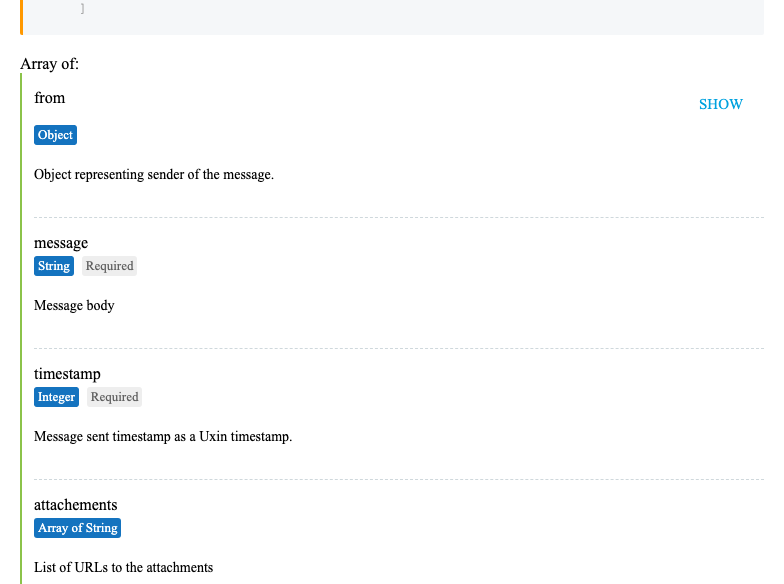 ]
Array of:
from
SHOW
Object
Object representing sender of the message.
message
String Required
Message body
timestamp
Integer Required
Message sent timestamp as a Uxin timestamp.
attachements
Array of String
List of URLs to the attachments